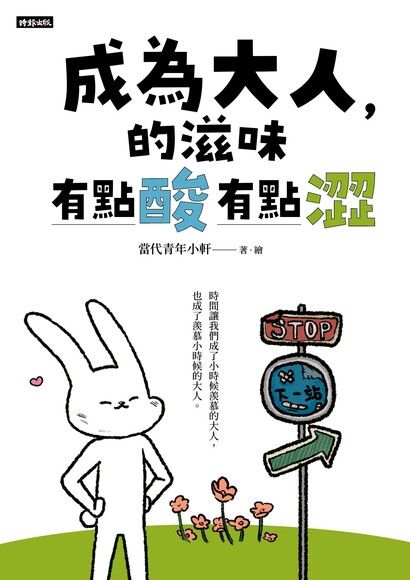 時報出版
成為大人,
的滋味
有點酸有點澀
當代青年小軒——著·繪
時間讓我們成了小時候羨慕的大人,
也成了羨慕小時候的大人。
STOP
下一站